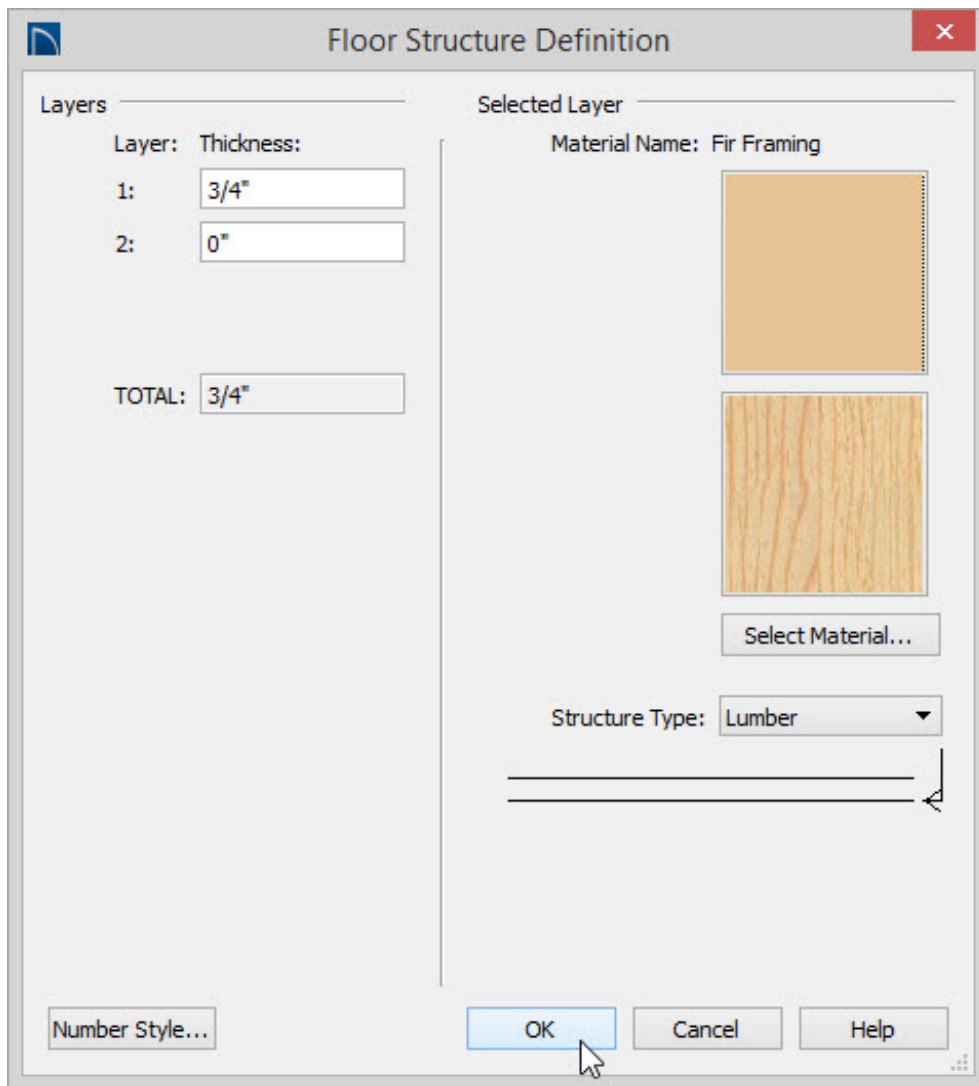 Floor Structure Definition
Layers
Layer: Thickness:
1: 3/4"
2: 0"
TOTAL: 3/4"
Selected Layer
Material Name: Fir Framing
Select Material...
Structure Type: Lumber
Number Style... OK Cancel Help